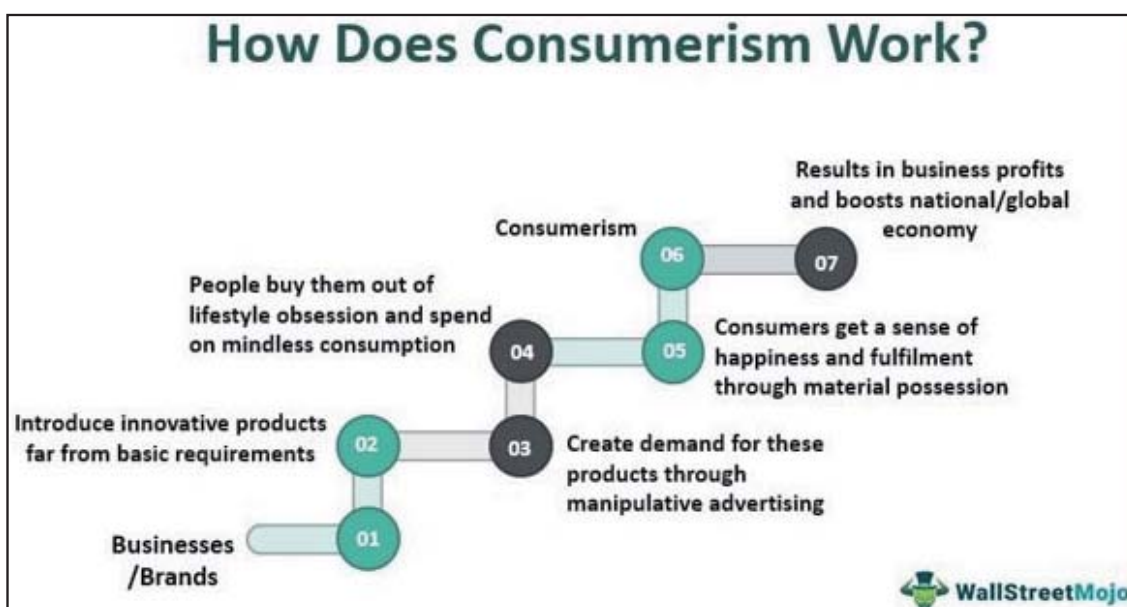 How Does Consumerism Work?
Results in business profits
and boosts national/global
economy
Consumerism
06
07
People buy them out of
lifestyle obsession and spend
on mindless consumption
04
05
Consumers get a sense of
happiness and fulfilment
through material possession
Introduce innovative products
far from basic requirements
02
03
Create demand for these
products through
manipulative advertising
Businesses
/Brands
01
WallStreetMojo